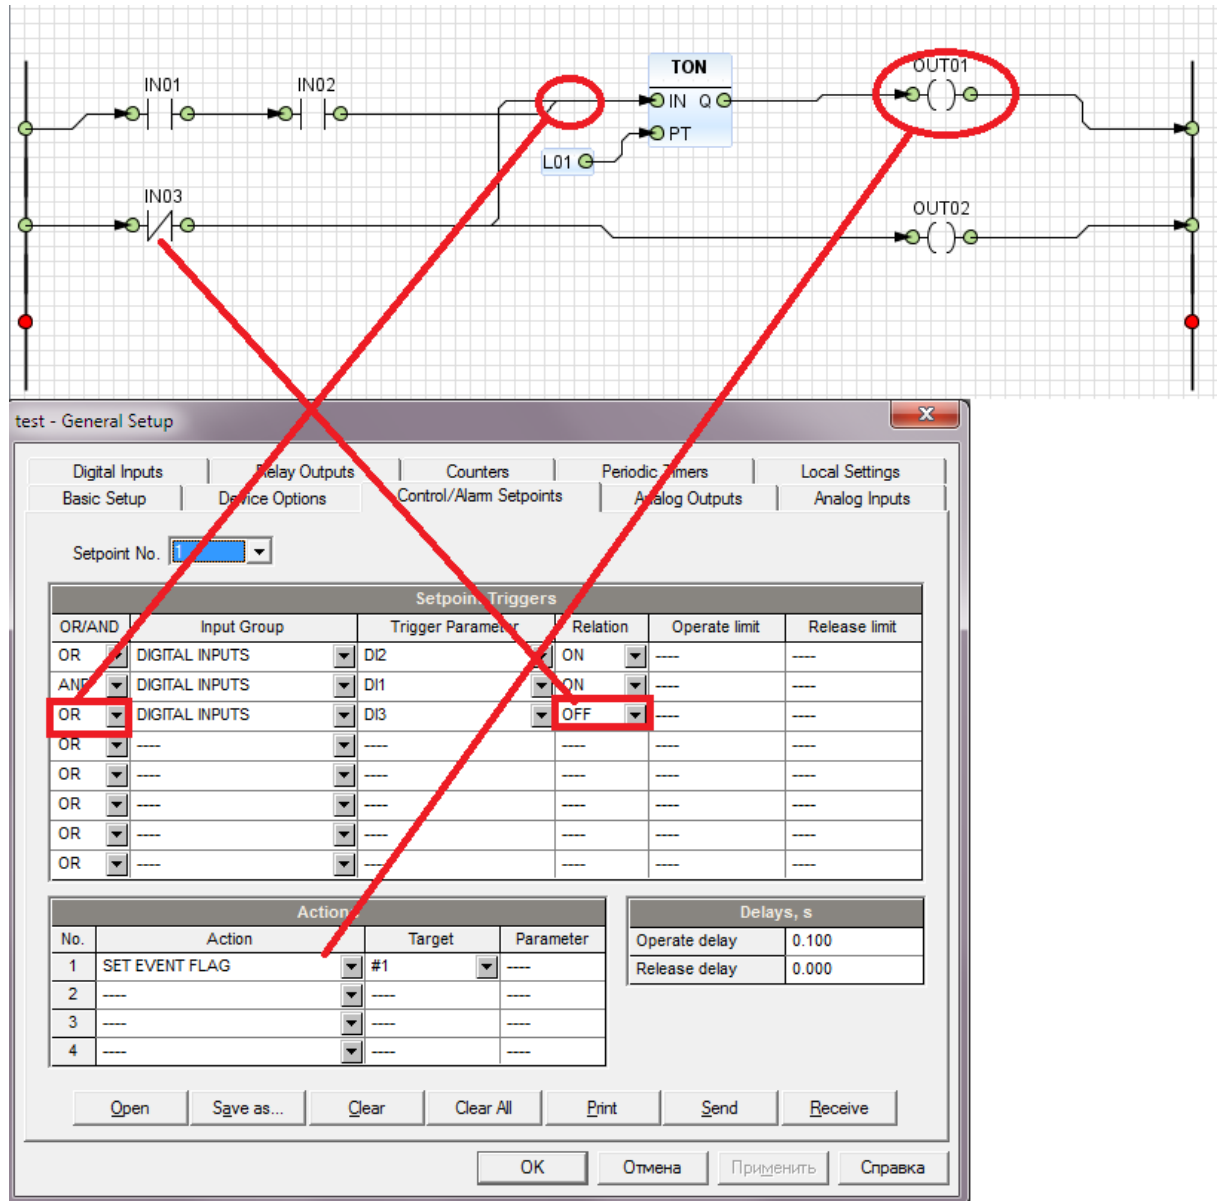 TON
OUT01
IN01
IN02
IN Q
PT
L01
IN03
OUT02
test - General Setup
Digital Inputs
Relay Outputs
Counters
Periodic Timers
Local Settings
Basic Setup
Device Options
Control/Alarm Setpoints
Analog Outputs
Analog Inputs
Setpoint No. 1
Setpoint Triggers
OR/AND Input Group Trigger Parameter Relation Operate limit Release limit
OR DIGITAL INPUTS DI2 ON ---- ----
AND DIGITAL INPUTS DI1 ON ---- ----
OR DIGITAL INPUTS DI3 OFF ---- ----
OR ---- ---- ---- ---- ----
OR ---- ---- ---- ---- ----
OR ---- ---- ---- ---- ----
OR ---- ---- ---- ---- ----
OR ---- ---- ---- ---- ----
Actions
No. Action Target Parameter
1 SET EVENT FLAG #1 ----
2 ---- ---- ----
3 ---- ---- ----
4 ---- ---- ----
Delays, s
Operate delay 0.100
Release delay 0.000
Open Save as... Clear Clear All Print Send Receive
OK Отмена Применить Справка